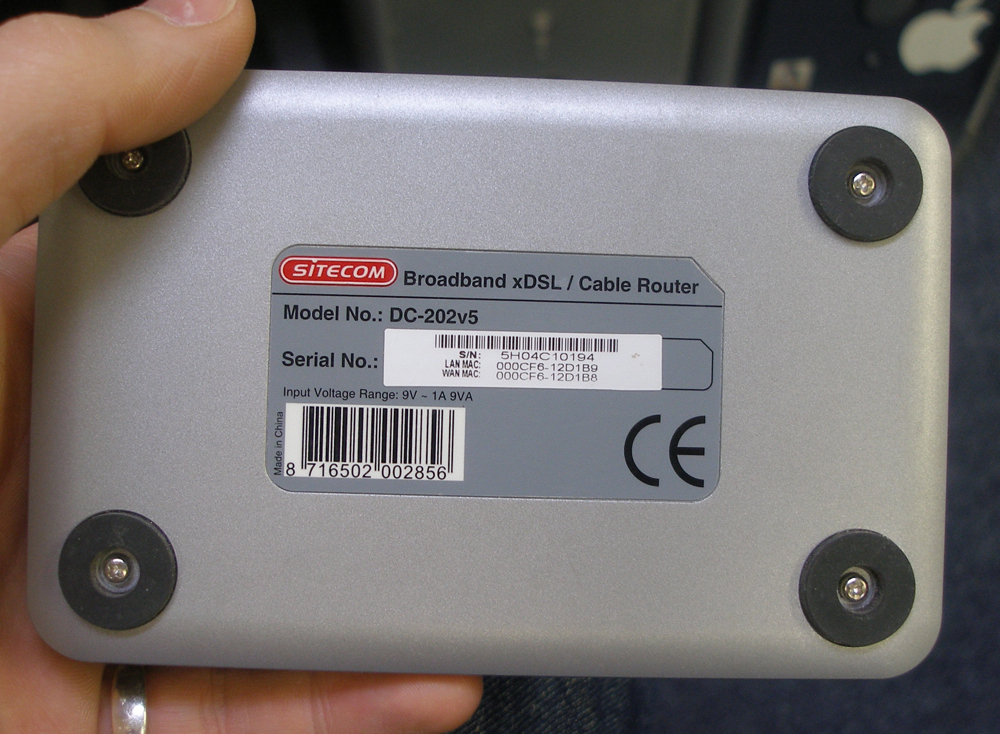 SITECOM Broadband xDSL / Cable Router
Model No.: DC-202v5
Serial No.:
S/N: 5H04C10194
LAN MAC: 000CF6-12D1B9
WAN MAC: 000CF6-12D1B8
Input Voltage Range: 9V ~ 1A 9VA
Made in China
8 716502 002856
CE